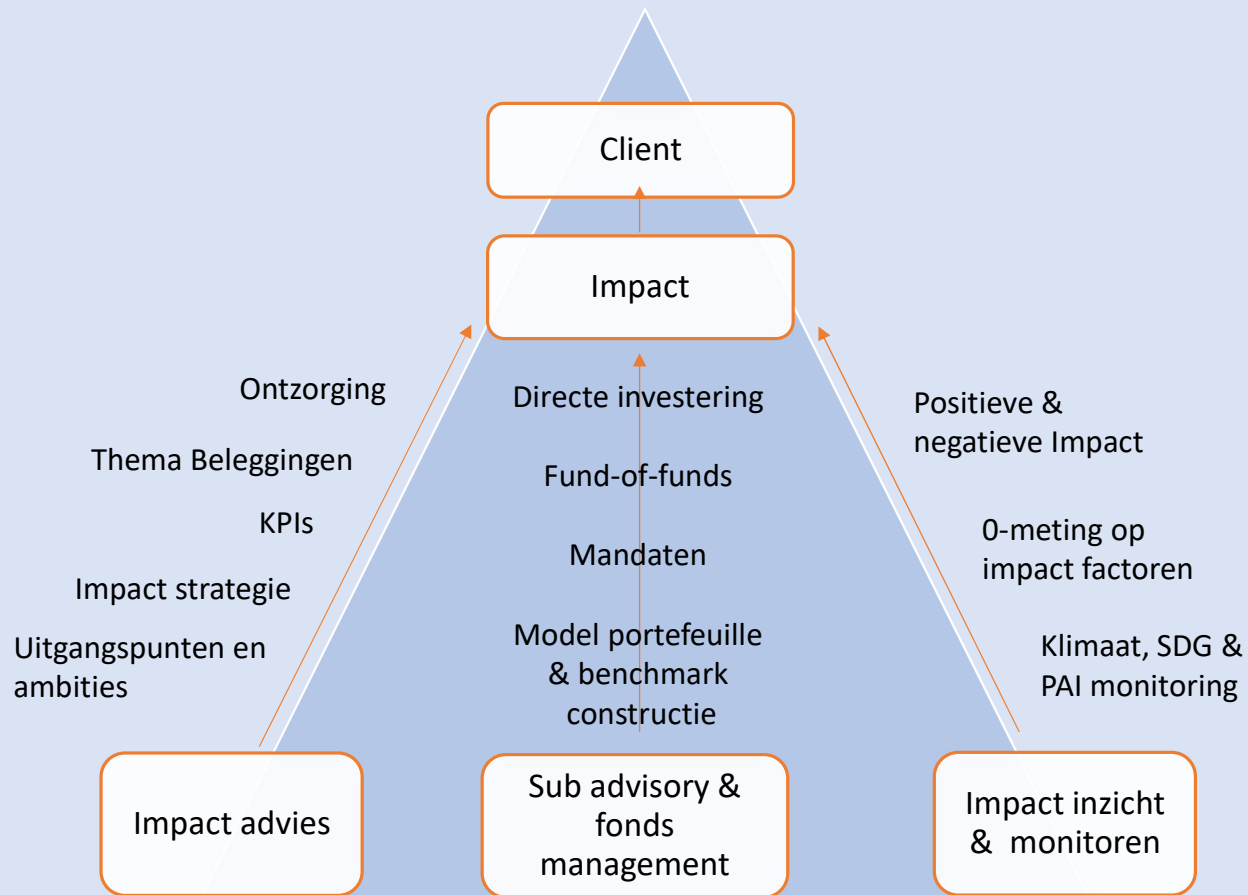 Client
Impact
Ontzorging
Thema Beleggingen
KPIs
Impact strategie
Uitgangspunten en
ambities
Directe investering
Fund-of-funds
Mandaten
Model portefeuille
& benchmark
constructie
Positieve &
negatieve Impact
0-meting op
impact factoren
Klimaat, SDG &
PAI monitoring
Impact advies
Sub advisory &
fonds
management
Impact inzicht
& monitoren